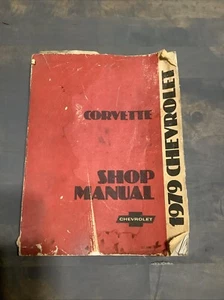 CORVETTE
SHOP
MANUAL
CHEVROLET
1979 CHEVROLET